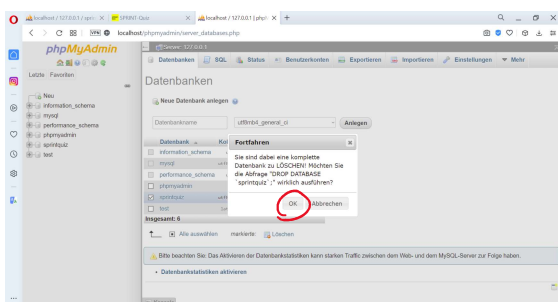 localhost / 127.0.0.1 / sprin
SPRINT Quiz
localhost / 127.0.0.1 | phpM
VPN
localhost/phpmyadmin/server_databases.php
phpMyAdmin
Letzte Favoriten
Neu
information_schema
mysql
performance_schema
phpmyadmin
sprintquiz
test
Server: 127.0.0.1
Datenbanken SQL Status Benutzerkonten Exportieren Importieren Einstellungen Mehr
Datenbanken
Neue Datenbank anlegen
Datenbankname utf8mb4_general_ci Anlegen
Datenbank
information_schema
mysql
performance_schema
phpmyadmin
sprintquiz
test
Insgesamt: 6
Fortfahren
Sie sind dabei eine komplette
Datenbank zu LÖSCHEN! Möchten Sie
die Abfrage "DROP DATABASE
`sprintquiz`;" wirklich ausführen?
OK Abbrechen
Alle auswählen markierte: Löschen
Bitte beachten Sie: Das Aktivieren der Datenbankstatistiken kann starken Traffic zwischen dem Web- und dem MySQL-Server zur Folge haben.
Datenbankstatistiken aktivieren